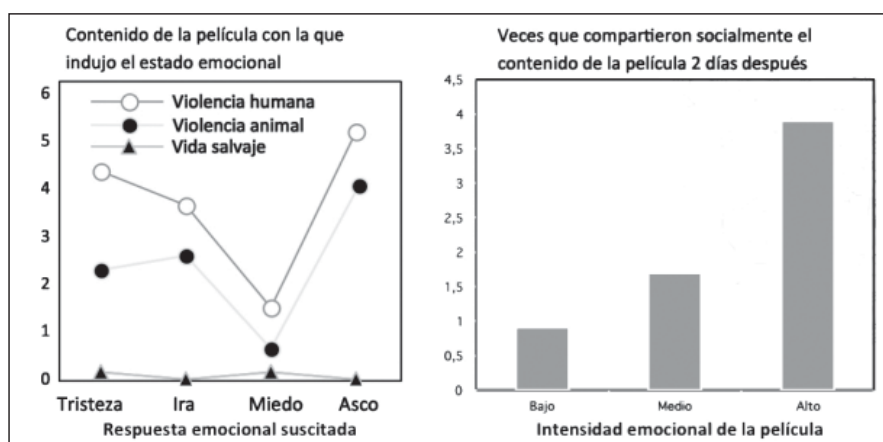 Contenido de la película con la que
indujo el estado emocional
6
5
4
3
2
1
0
Violencia humana
Violencia animal
Vida salvaje
Tristeza Ira Miedo Asco
Respuesta emocional suscitada
Veces que compartieron socialmente el
contenido de la película 2 días después
4,5
4
3,5
3
2,5
2
1,5
1
0,5
0
Bajo Medio Alto
Intensidad emocional de la película